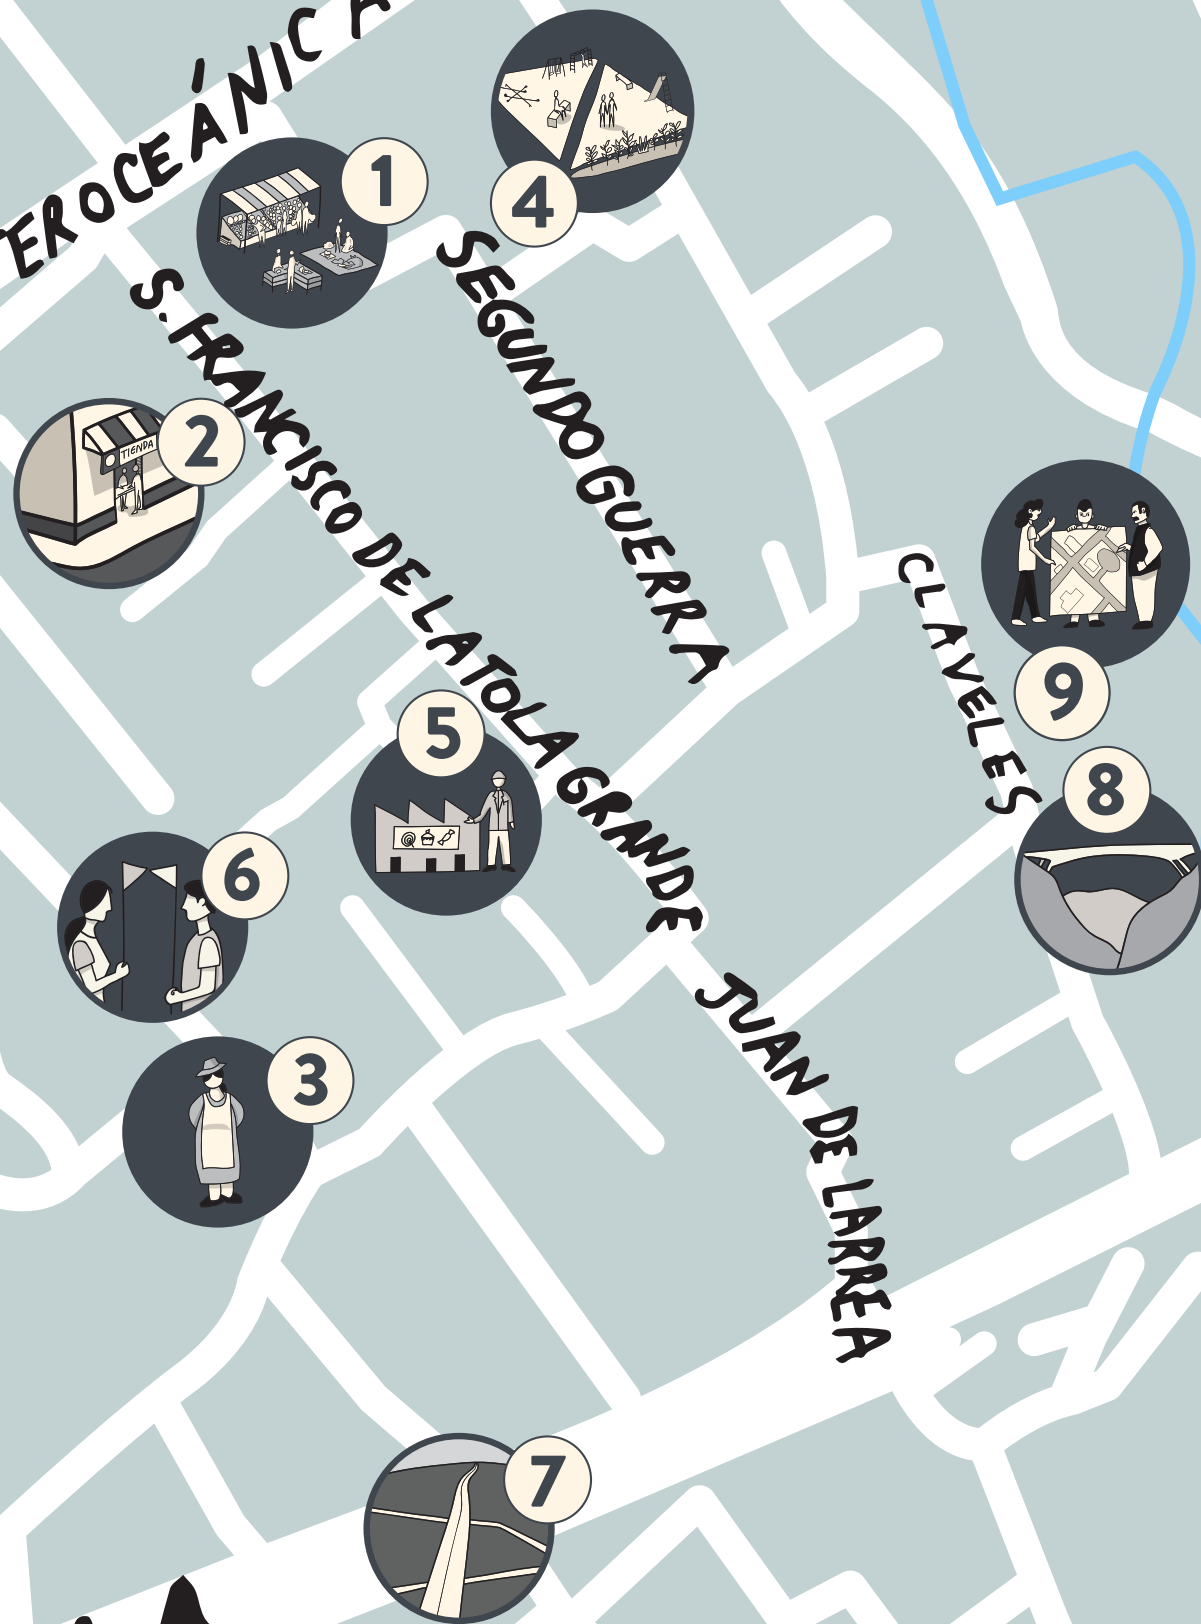 EROCEÁNICA
1
4
S. FRANCISCO DE LA TOLA GRANDE
SEGUNDO GUERRA
2
TIENDA
CLAVELES
9
5
8
6
JUAN DE LARREA
3
7